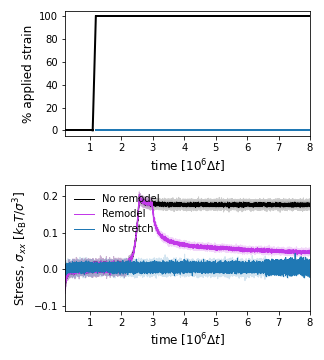 100
80
60
40
20
0
% applied strain
1 2 3 4 5 6 7 8
time [10⁶Δt]
0.2
0.1
0.0
−0.1
Stress, σₓₓ [k_BT/σ³]
No remodel
Remodel
No stretch
1 2 3 4 5 6 7 8
time [10⁶Δt]